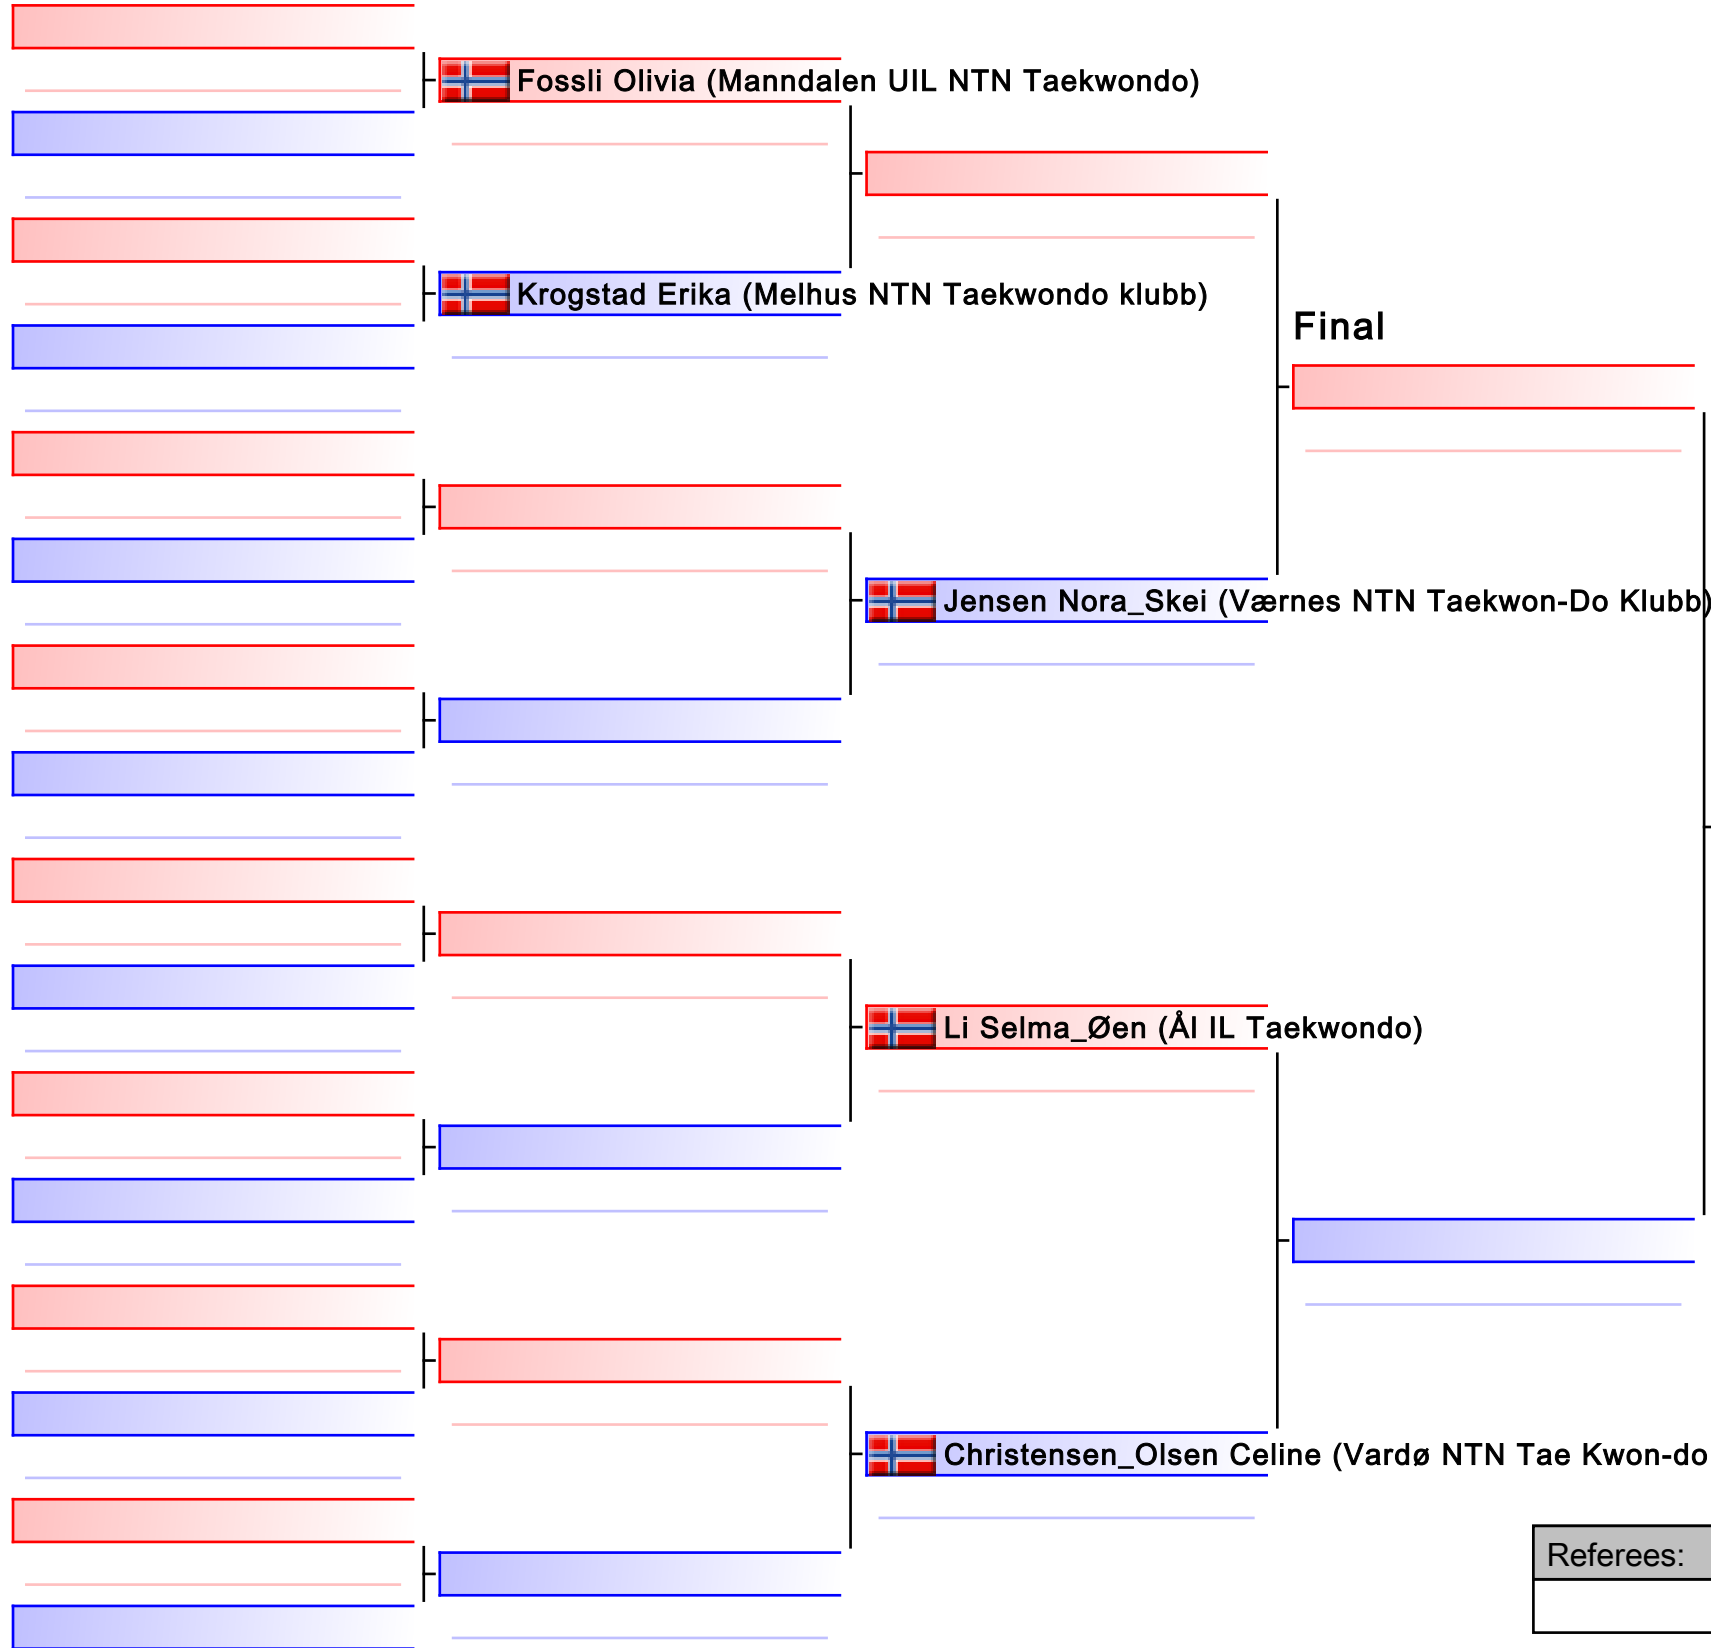 Fossli Olivia (Manndalen UIL NTN Taekwondo)
Krogstad Erika (Melhus NTN Taekwondo klubb)
Final
Jensen Nora_Skei (Værnes NTN Taekwon-Do Klubb)
Li Selma_Øen (Ål IL Taekwondo)
Christensen_Olsen Celine (Vardø NTN Tae Kwon-do
Referees: